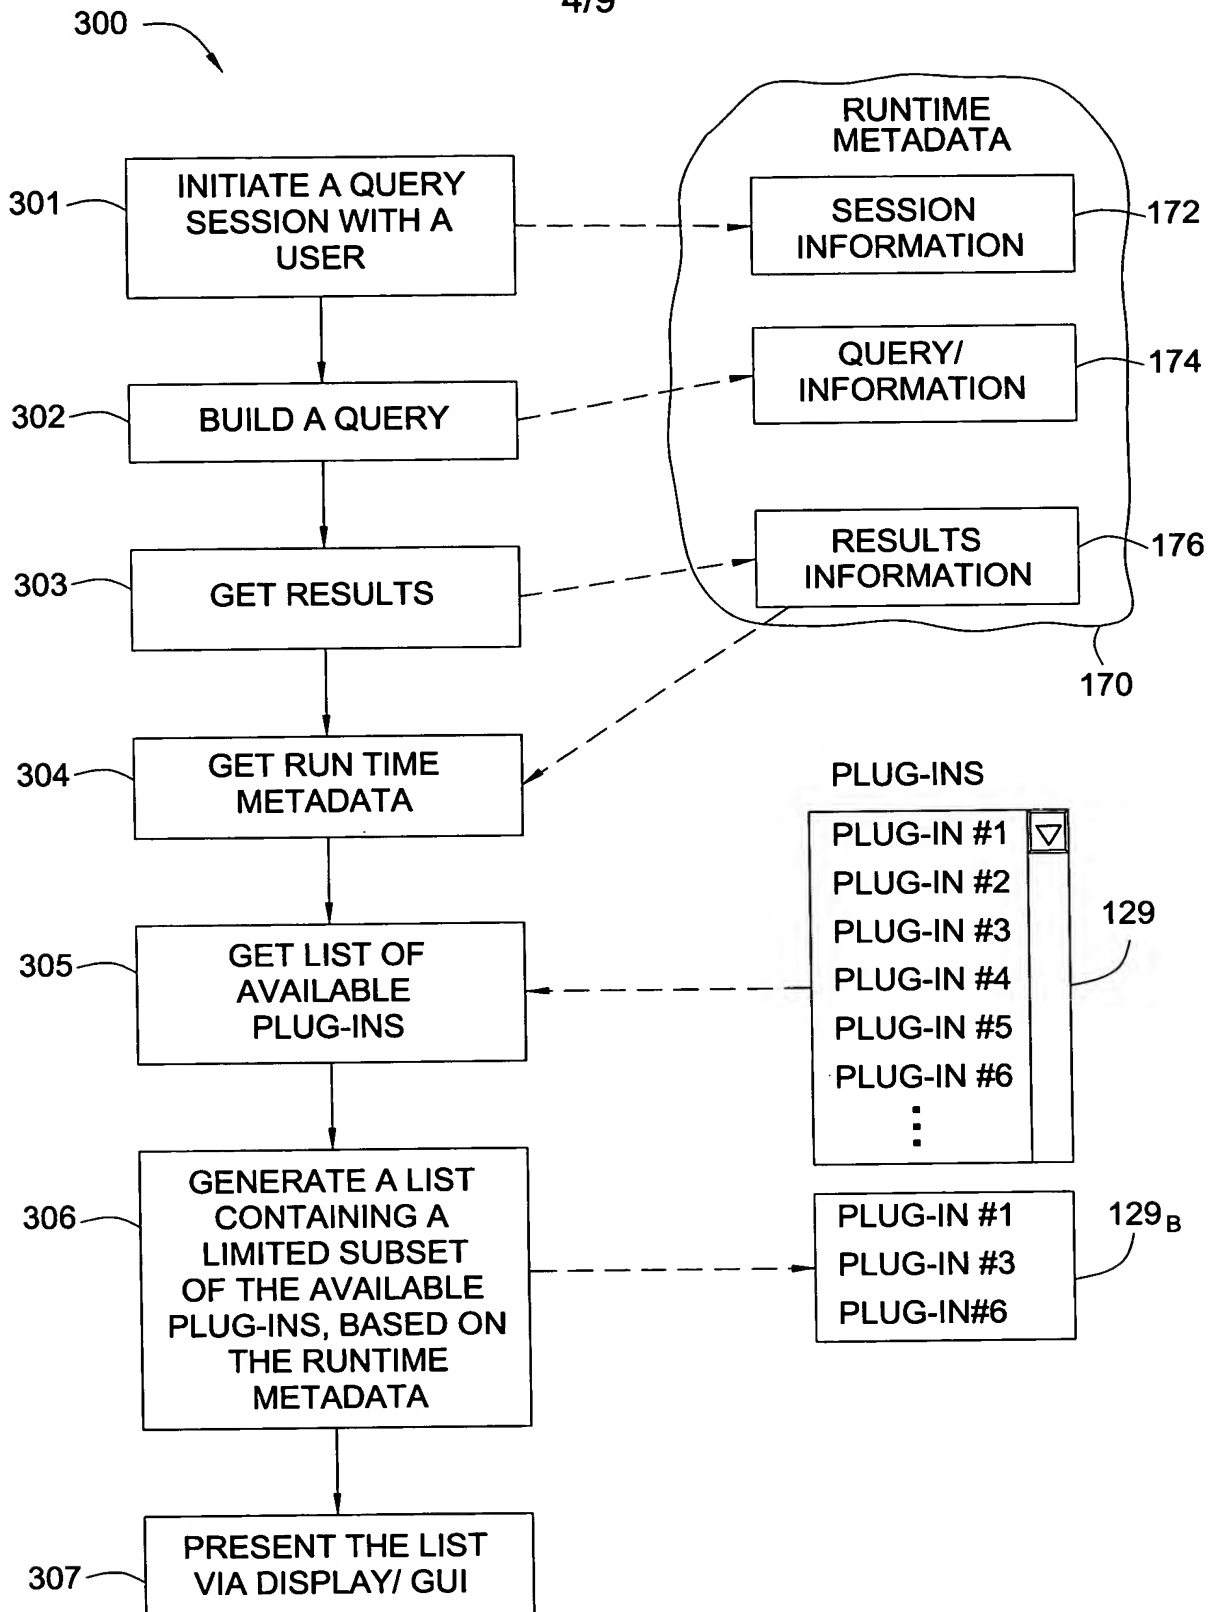 4/9
300
RUNTIME
METADATA
301
INITIATE A QUERY
SESSION WITH A
USER
SESSION
INFORMATION
172
302
BUILD A QUERY
QUERY/
INFORMATION
174
303
GET RESULTS
RESULTS
INFORMATION
176
170
304
GET RUN TIME
METADATA
PLUG-INS
PLUG-IN #1
PLUG-IN #2
PLUG-IN #3
PLUG-IN #4
PLUG-IN #5
PLUG-IN #6
129
305
GET LIST OF
AVAILABLE
PLUG-INS
306
GENERATE A LIST
CONTAINING A
LIMITED SUBSET
OF THE AVAILABLE
PLUG-INS, BASED ON
THE RUNTIME
METADATA
PLUG-IN #1
PLUG-IN #3
PLUG-IN#6
129B
307
PRESENT THE LIST
VIA DISPLAY/ GUI